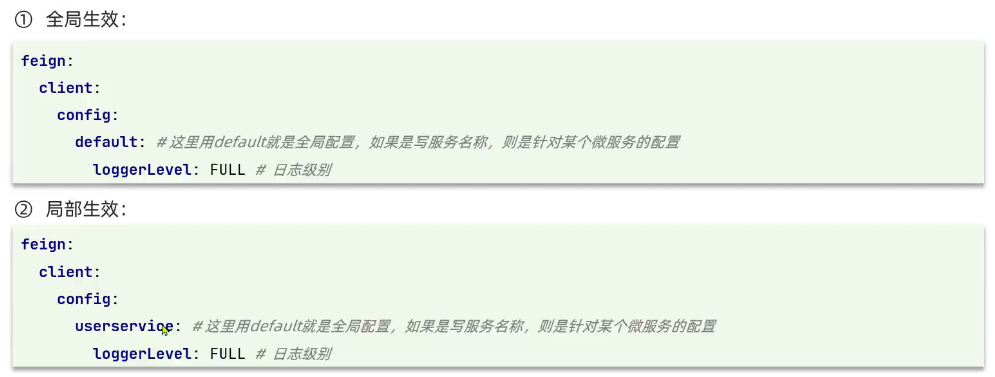 ① 全局生效：
feign:
client:
config:
default: #这里用default就是全局配置，如果是写服务名称，则是针对某个微服务的配置
loggerLevel: FULL # 日志级别
② 局部生效：
feign:
client:
config:
userservice: #这里用default就是全局配置，如果是写服务名称，则是针对某个微服务的配置
loggerLevel: FULL # 日志级别